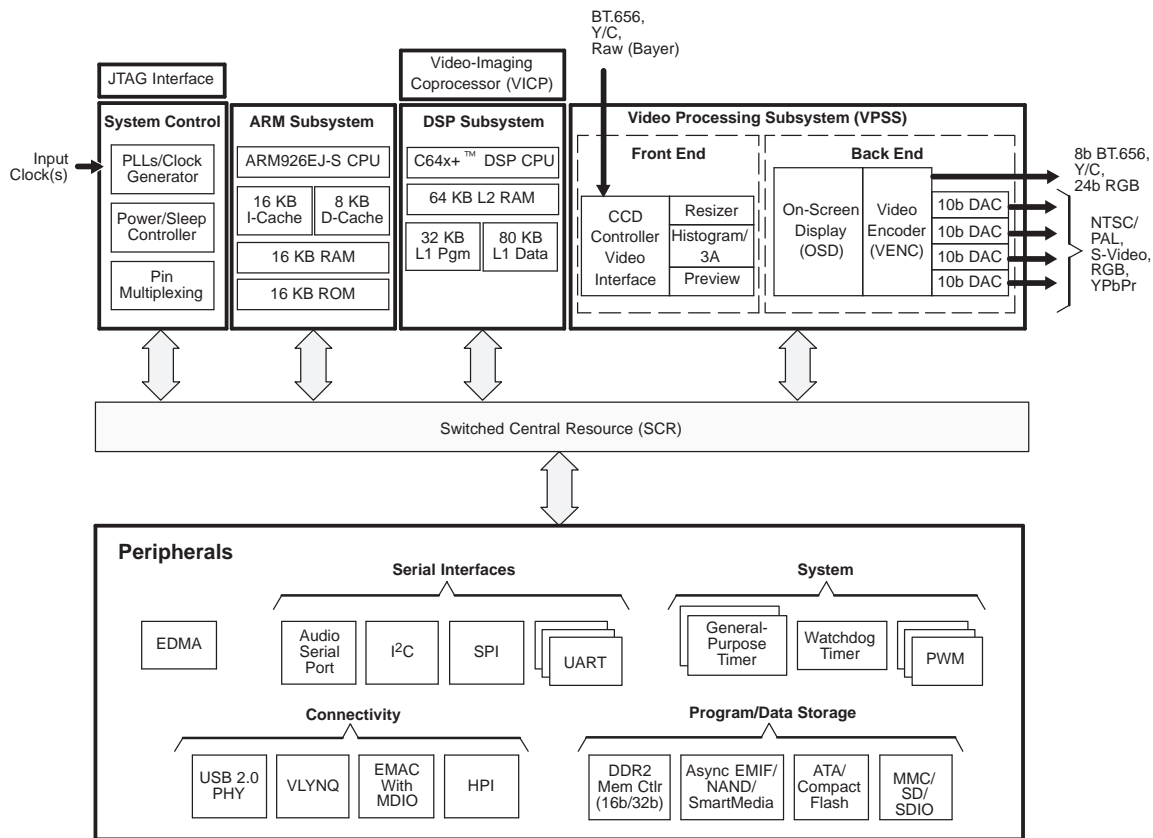 BT.656,
Y/C,
Raw (Bayer)
JTAG Interface
Video-Imaging
Coprocessor (VICP)
System Control
ARM Subsystem
DSP Subsystem
Video Processing Subsystem (VPSS)
Input
Clock(s)
PLLs/Clock
Generator
Power/Sleep
Controller
Pin
Multiplexing
ARM926EJ-S CPU
16 KB
I-Cache
8 KB
D-Cache
16 KB RAM
16 KB ROM
C64x+™ DSP CPU
64 KB L2 RAM
32 KB
L1 Pgm
80 KB
L1 Data
Front End
CCD
Controller
Video
Interface
Resizer
Histogram/
3A
Preview
Back End
On-Screen
Display
(OSD)
Video
Encoder
(VENC)
10b DAC
10b DAC
10b DAC
10b DAC
8b BT.656,
Y/C,
24b RGB
NTSC/
PAL,
S-Video,
RGB,
YPbPr
Switched Central Resource (SCR)
Peripherals
EDMA
Serial Interfaces
Audio
Serial
Port
I²C
SPI
UART
System
General-
Purpose
Timer
Watchdog
Timer
PWM
Connectivity
USB 2.0
PHY
VLYNQ
EMAC
With
MDIO
HPI
Program/Data Storage
DDR2
Mem Ctlr
(16b/32b)
Async EMIF/
NAND/
SmartMedia
ATA/
Compact
Flash
MMC/
SD/
SDIO